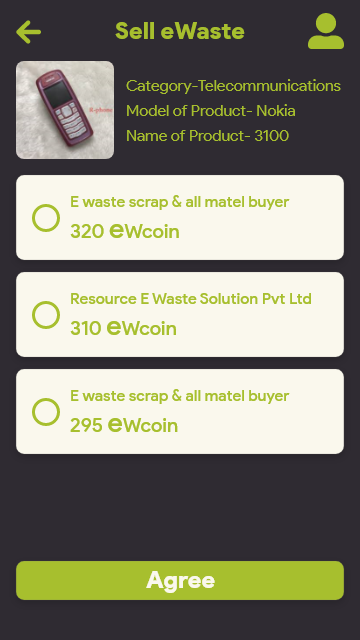 Sell eWaste
Category-Telecommunications
Model of Product- Nokia
Name of Product- 3100
E waste scrap & all matel buyer
320 eWcoin
Resource E Waste Solution Pvt Ltd
310 eWcoin
E waste scrap & all matel buyer
295 eWcoin
Agree